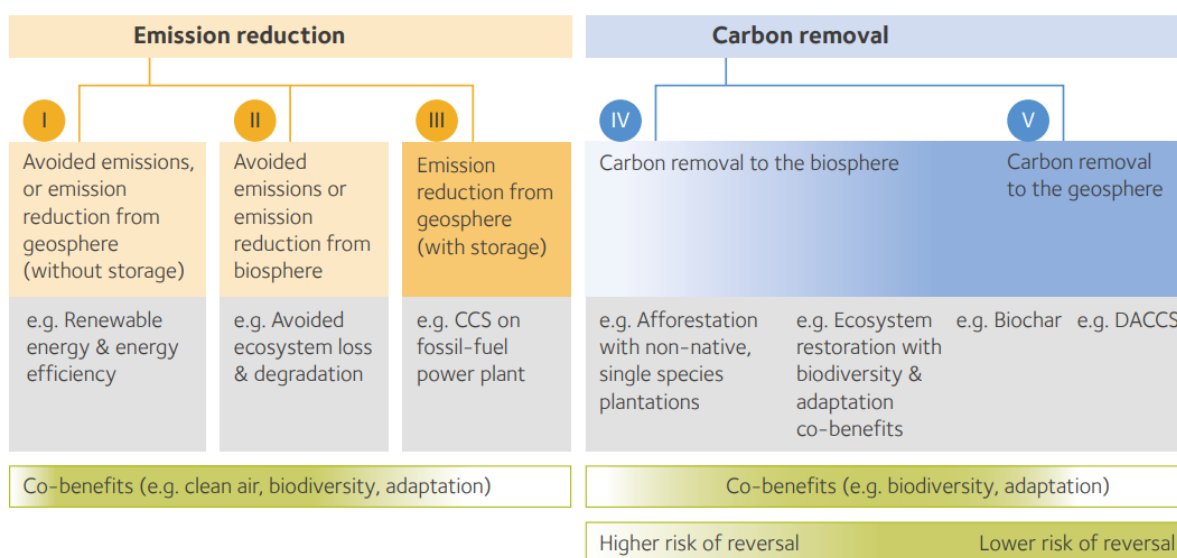 Emission reduction
I
Avoided emissions,
or emission
reduction from
geosphere
(without storage)
e.g. Renewable
energy & energy
efficiency
II
Avoided
emissions or
emission
reduction from
biosphere
e.g. Avoided
ecosystem loss
& degradation
III
Emission
reduction from
geosphere
(with storage)
e.g. CCS on
fossil-fuel
power plant
Co-benefits (e.g. clean air, biodiversity, adaptation)
Carbon removal
IV
Carbon removal to the biosphere
V
Carbon removal
to the geosphere
e.g. Afforestation
with non-native,
single species
plantations
e.g. Ecosystem
restoration with
biodiversity &
adaptation
co-benefits
e.g. Biochar
e.g. DACCS
Co-benefits (e.g. biodiversity, adaptation)
Higher risk of reversal
Lower risk of reversal